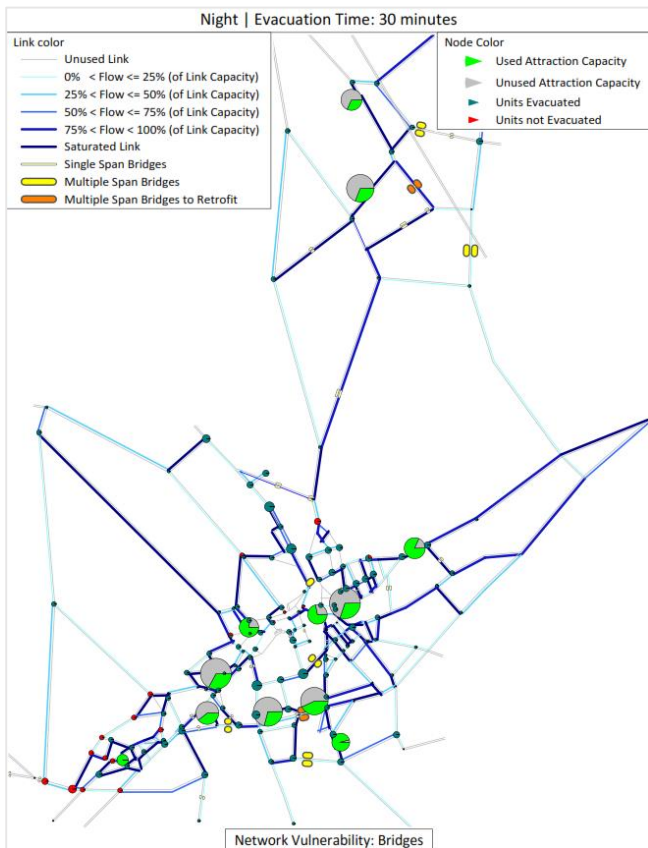 Night | Evacuation Time: 30 minutes
Link color
Unused Link
0% < Flow <= 25% (of Link Capacity)
25% < Flow <= 50% (of Link Capacity)
50% < Flow <= 75% (of Link Capacity)
75% < Flow < 100% (of Link Capacity)
Saturated Link
Single Span Bridges
Multiple Span Bridges
Multiple Span Bridges to Retrofit
Node Color
Used Attraction Capacity
Unused Attraction Capacity
Units Evacuated
Units not Evacuated
Network Vulnerability: Bridges